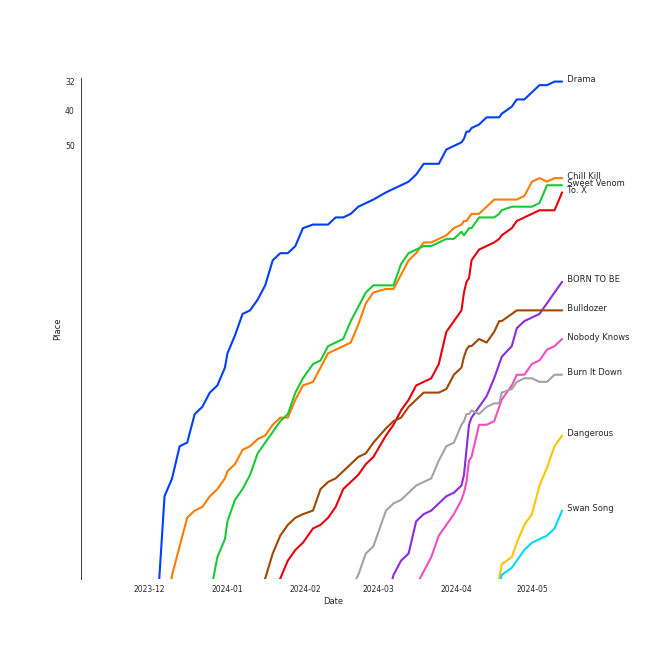 32
40
50
Place
Drama
Chill Kill
Sweet Venom
To. X
BORN TO BE
Bulldozer
Nobody Knows
Burn It Down
Dangerous
Swan Song
2023-12 2024-01 2024-02 2024-03 2024-04 2024-05
Date